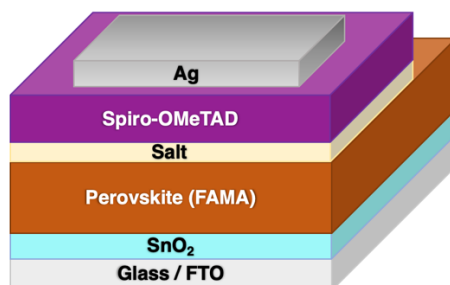 Ag
Spiro-OMeTAD
Salt
Perovskite (FAMA)
SnO₂
Glass / FTO